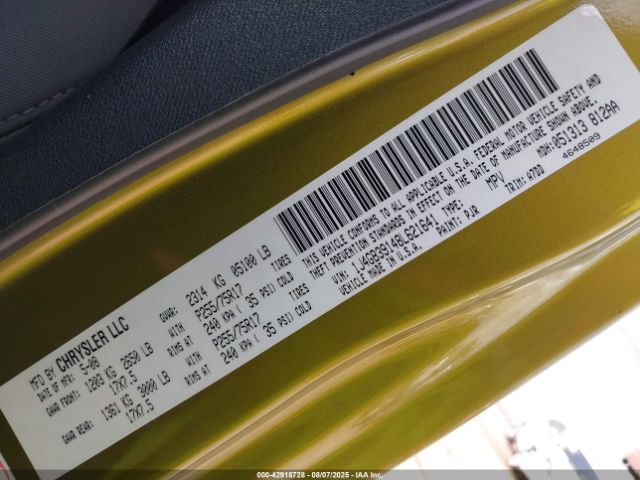 MFD BY CHRYSLER LLC
DATE OF MFR: 5-08 GVWR: 2314 KG 05100 LB
GAWR FRONT: 1203 KG 2650 LB WITH P255/75R17 TIRES
17X7.5 RIMS AT 240 KPA( 35 PSI) COLD
GAWR REAR: 1361 KG 3000 LB WITH P255/75R17 TIRES
17X7.5 RIMS AT 240 KPA( 35 PSI) COLD
THIS VEHICLE CONFORMS TO ALL APPLICABLE U.S.A. FEDERAL MOTOR VEHICLE SAFETY AND
THEFT PREVENTION STANDARDS IN EFFECT ON THE DATE OF MANUFACTURE SHOWN ABOVE.
VIN: 1J4GB39148L621641 TYPE: MPV MDH: 051313 812AA
VEHICLE MADE IN U.S.A. PAINT: PJR TRIM: A7DD 4648509
000-42918728 - 08/07/2025 - IAA Inc.